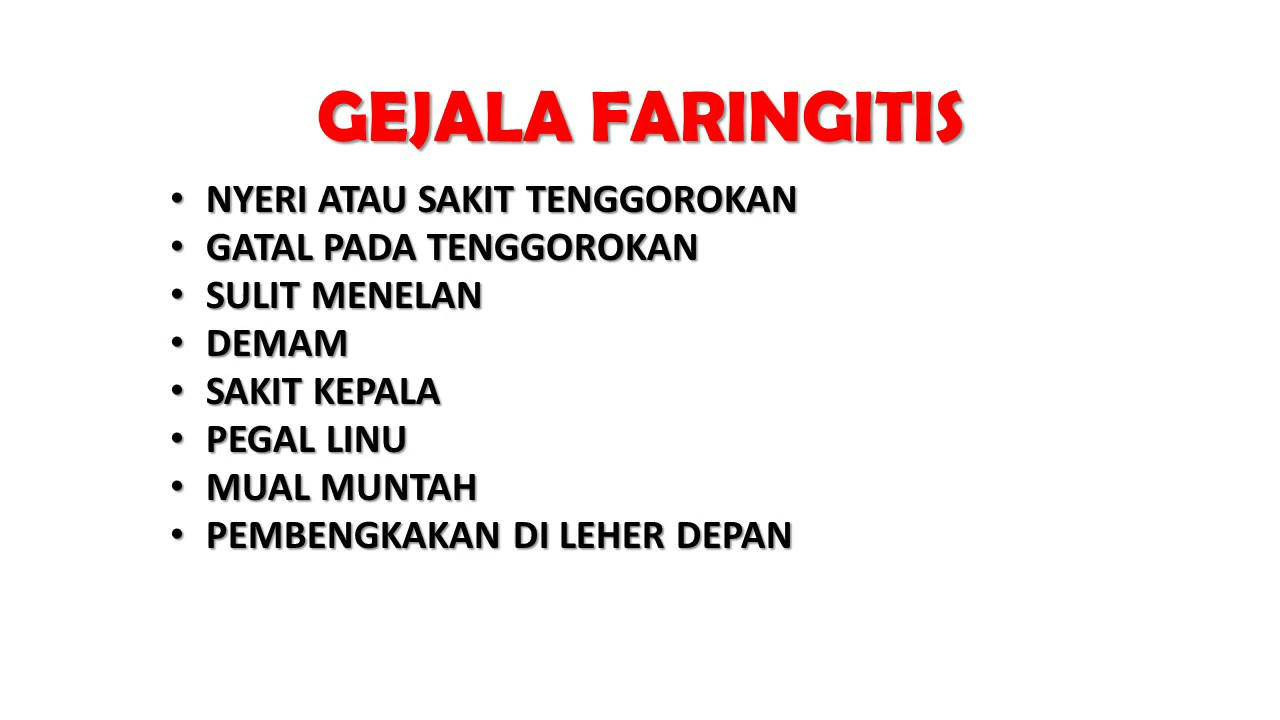 GEJALA FARINGITIS
• NYERI ATAU SAKIT TENGGOROKAN
• GATAL PADA TENGGOROKAN
• SULIT MENELAN
• DEMAM
• SAKIT KEPALA
• PEGAL LINU
• MUAL MUNTAH
• PEMBENGKAKAN DI LEHER DEPAN